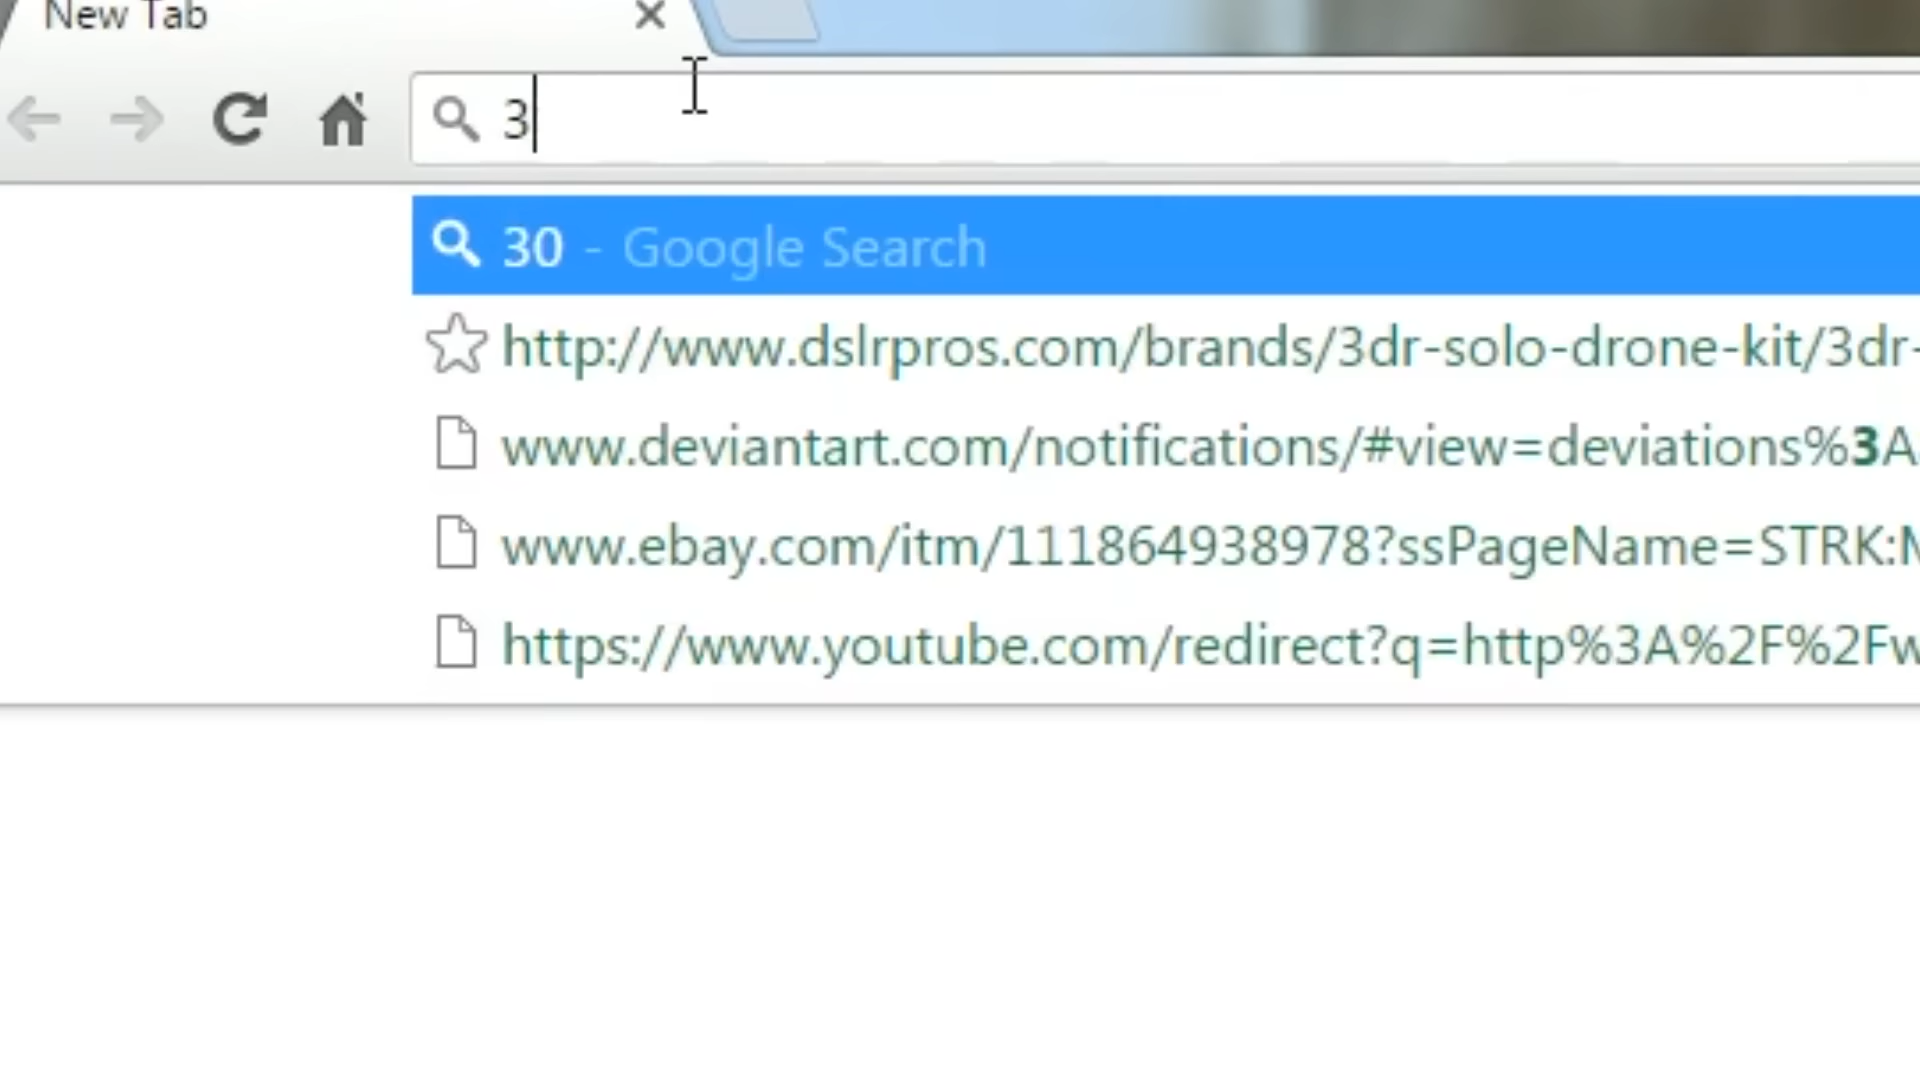 New Tab
3
30 - Google Search
http://www.dslrpros.com/brands/3dr-solo-drone-kit/3dr-
www.deviantart.com/notifications/#view=deviations%3A
www.ebay.com/itm/111864938978?ssPageName=STRK:M
https://www.youtube.com/redirect?q=http%3A%2F%2Fw